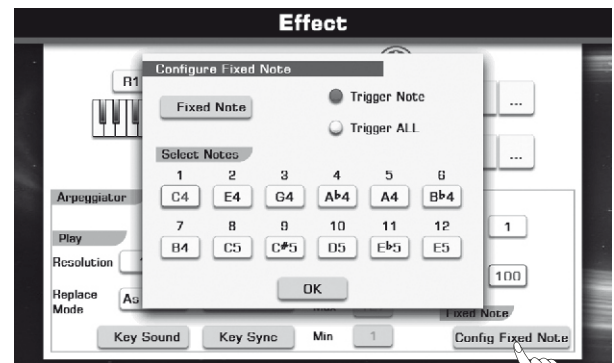 Effect
Configure Fixed Note
R1
Fixed Note
Trigger Note
Trigger ALL
...
...
Select Notes
1 2 3 4 5 6
C4 E4 G4 A♭4 A4 B♭4
7 8 9 10 11 12
B4 C5 C#5 D5 E♭5 E5
OK
Arpeggiator
Play
1
Resolution
100
Replace Mode
As
Fixed Note
Key Sound Key Sync Min 1 Config Fixed Note